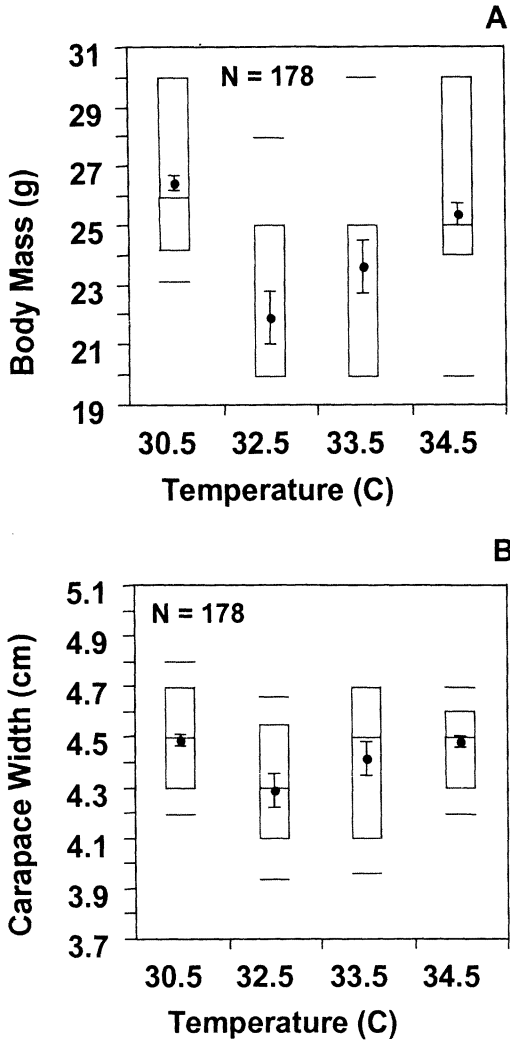 A
31
29
27
25
23
21
19
Body Mass (g)
N = 178
30.5 32.5 33.5 34.5
Temperature (C)
B
5.1
4.9
4.7
4.5
4.3
4.1
3.9
3.7
Carapace Width (cm)
N = 178
30.5 32.5 33.5 34.5
Temperature (C)